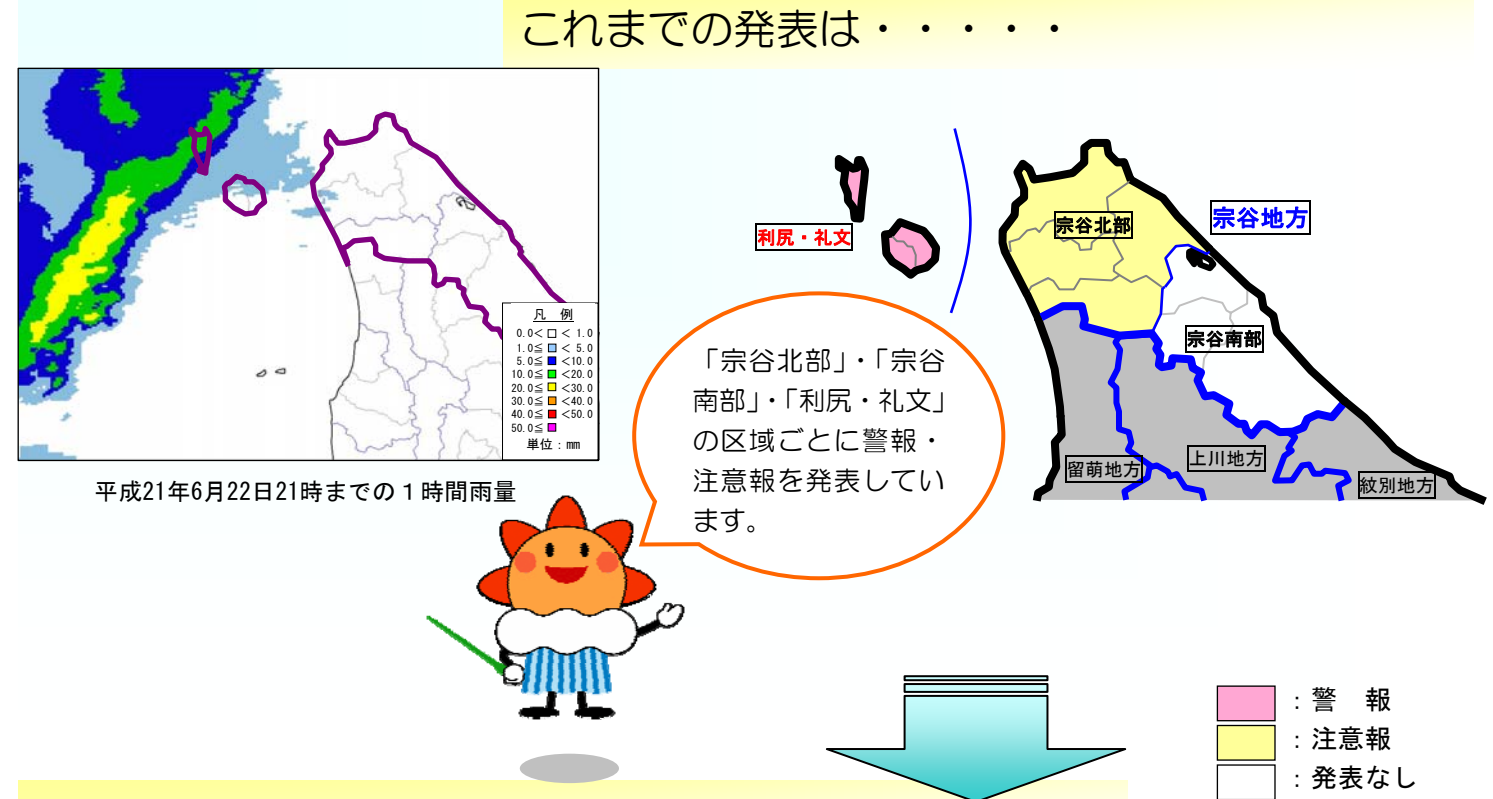 これまでの発表は・・・・・
凡　例
0.0＜ □ ＜ 1.0
1.0≦ ■ ＜ 5.0
5.0≦ ■ ＜10.0
10.0≦ ■ ＜20.0
20.0≦ ■ ＜30.0
30.0≦ ■ ＜40.0
40.0≦ ■ ＜50.0
50.0≦ ■
単位：mm
平成21年6月22日21時までの１時間雨量
利尻・礼文
宗谷北部
宗谷地方
宗谷南部
留萌地方
上川地方
紋別地方
「宗谷北部」・「宗谷
南部」・「利尻・礼文」
の区域ごとに警報・
注意報を発表してい
ます。
：警　報
：注意報
：発表なし